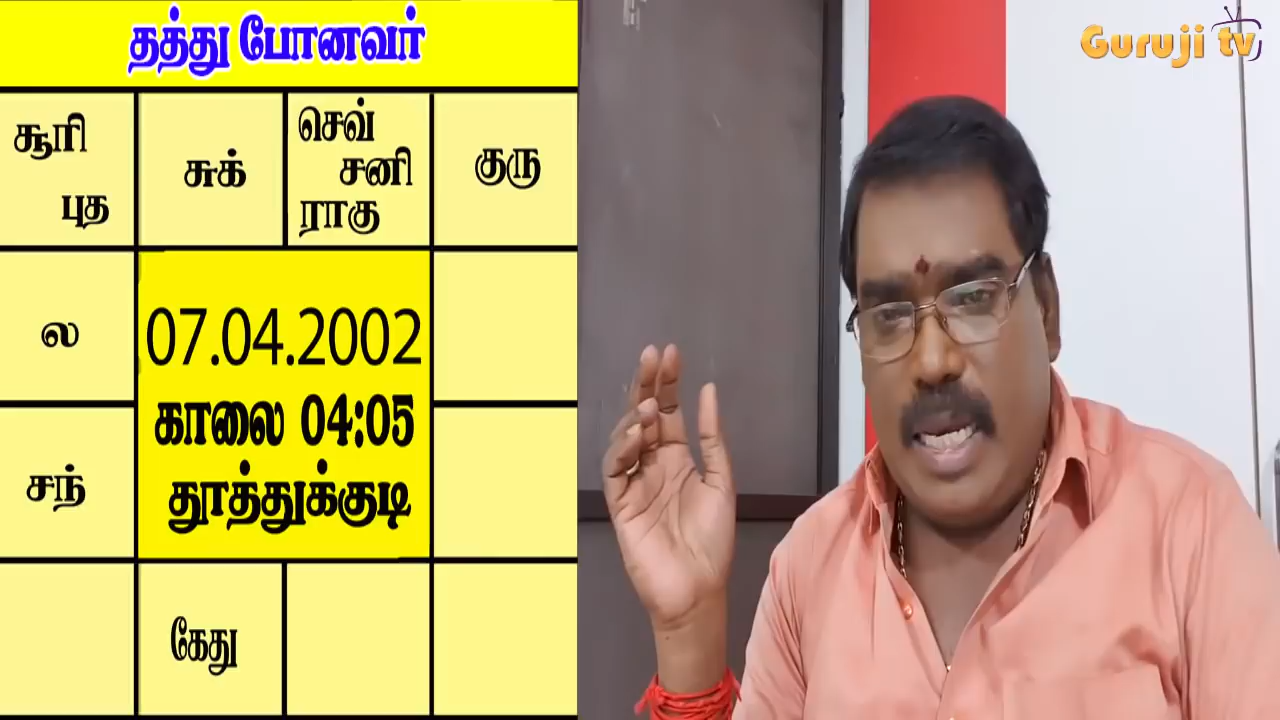 தத்து போனவர்
Guruji tv
சூரி
புத
சுக்
செவ்
சனி
ராகு
குரு
ல
07.04.2002
காலை 04:05
தூத்துக்குடி
சந்
கேது